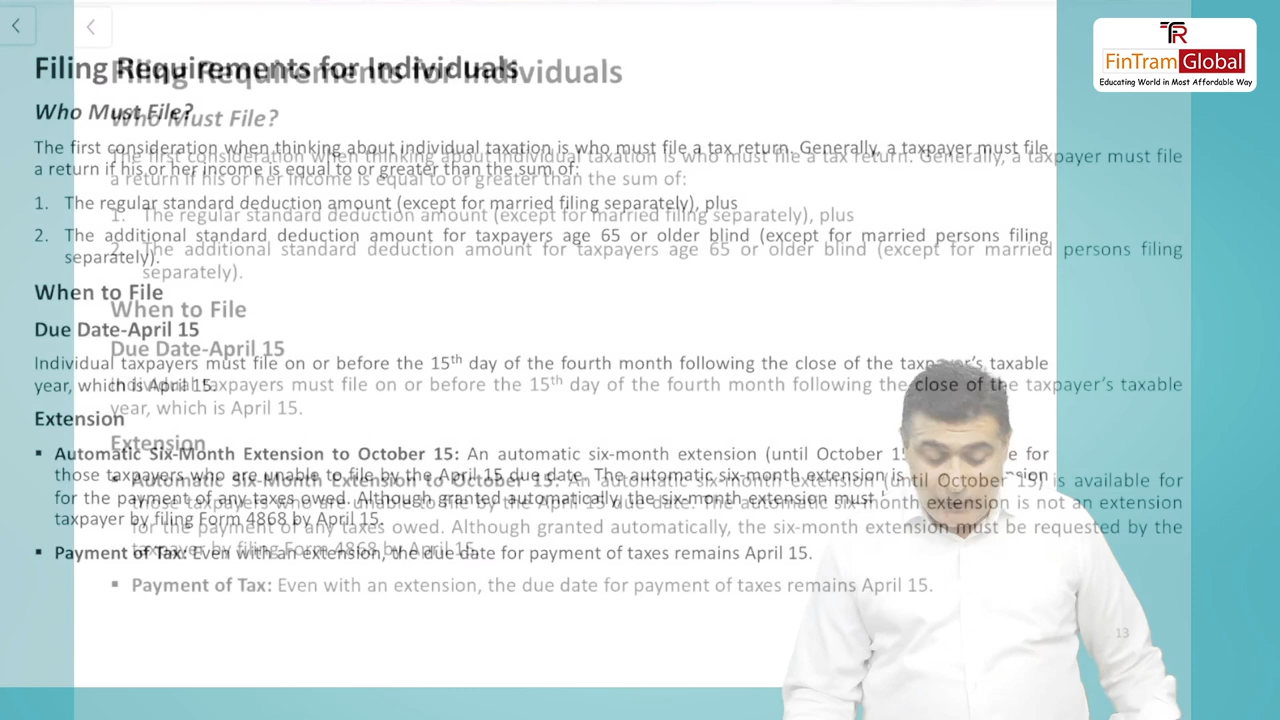 Filing Requirements for Individuals
Who Must File?
The first consideration when thinking about individual taxation is who must file a tax return. Generally, a taxpayer must file
a return if his or her income is equal to or greater than the sum of:
1. The regular standard deduction amount (except for married filing separately), plus
2. The additional standard deduction amount for taxpayers age 65 or older blind (except for married persons filing
separately).
When to File
Due Date-April 15
Individual taxpayers must file on or before the 15th day of the fourth month following the close of the taxpayer's taxable
year, which is April 15.
Extension
▪ Automatic Six-Month Extension to October 15: An automatic six-month extension (until October 15) is available for
those taxpayers who are unable to file by the April 15 due date. The automatic six-month extension is not an extension
for the payment of any taxes owed. Although granted automatically, the six-month extension must be requested by the
taxpayer by filing Form 4868 by April 15.
▪ Payment of Tax: Even with an extension, the due date for payment of taxes remains April 15.
13
FinTram Global
Educating World in Most Affordable Way